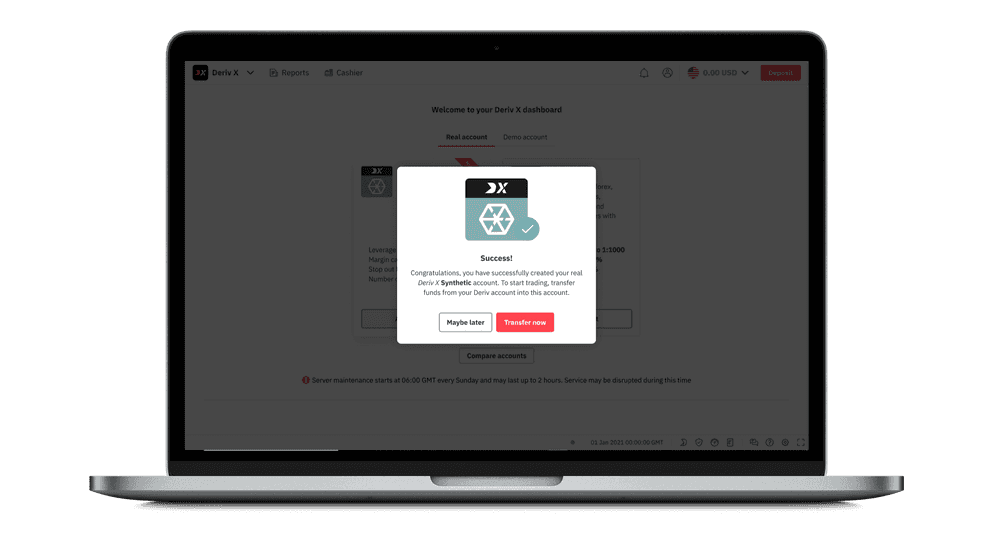 Deriv X
Reports
Cashier
0.00 USD
Deposit
Welcome to your Deriv X dashboard
Real account
Demo account
Leverage
Margin ca
Stop out
Number
1:1000
DX
Success!
Congratulations, you have successfully created your real
Deriv X Synthetic account. To start trading, transfer
funds from your Deriv account into this account.
Maybe later
Transfer now
Compare accounts
Server maintenance starts at 06:00 GMT every Sunday and may last up to 2 hours. Service may be disrupted during this time
01 Jan 2021 00:00:00 GMT